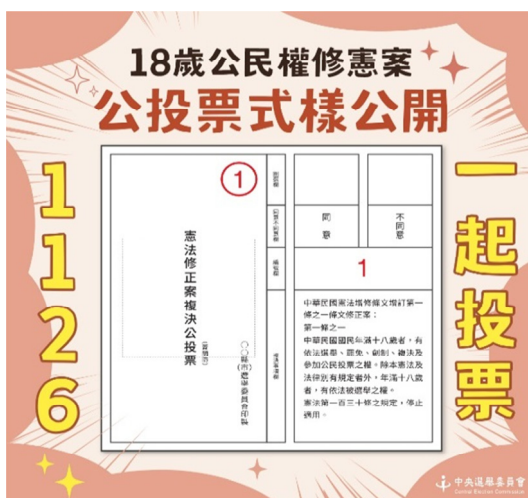 18歲公民權修憲案
公投票式樣公開
11126
一起投票
1
憲法修正案複決公投票
1
同意
不同意
中華民國憲法增修條文增訂第一
條之一條文修正案：
第一條之一
中華民國國民年滿十八歲者，有
依法選舉、罷免、創制、複決及
參加公民投票之權。除本憲法及
法律別有規定者外，年滿十八歲
者，有依法被選舉之權。
憲法第一百三十條之規定，停止
適用。
中央選舉委員會
Central Election Commission